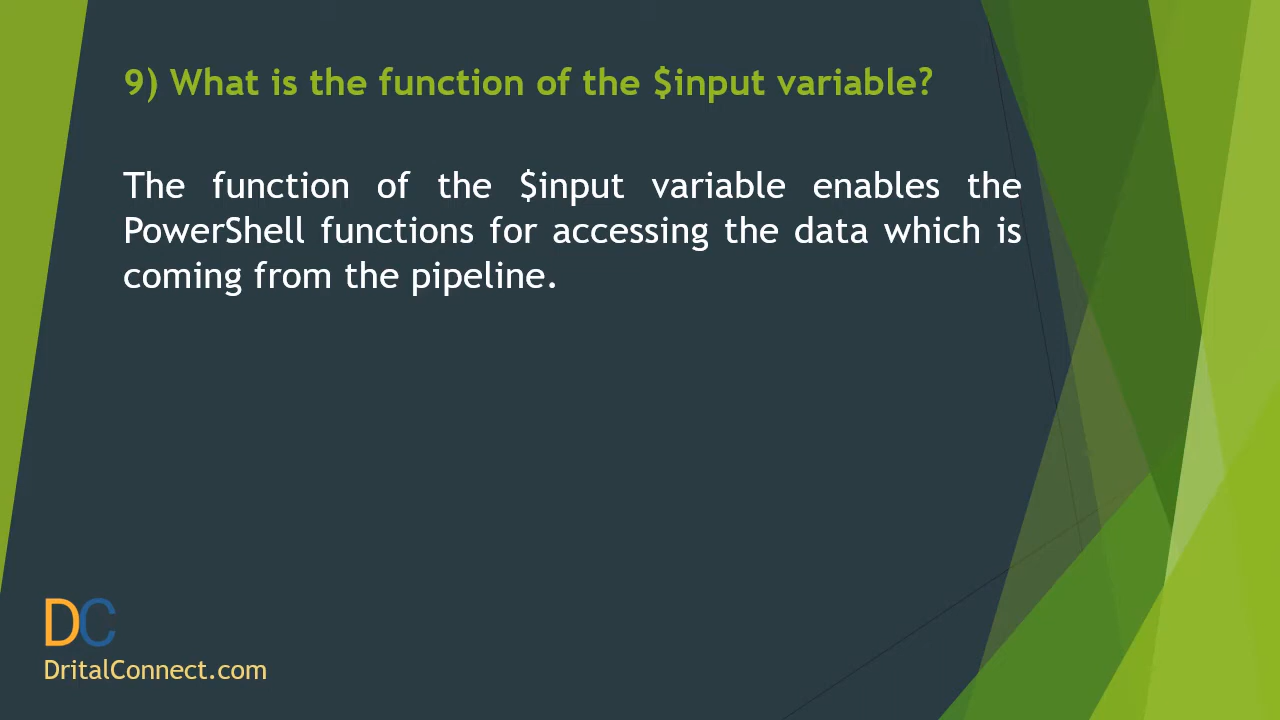 9) What is the function of the $input variable?
The function of the $input variable enables the
PowerShell functions for accessing the data which is
coming from the pipeline.
DC
DritalConnect.com